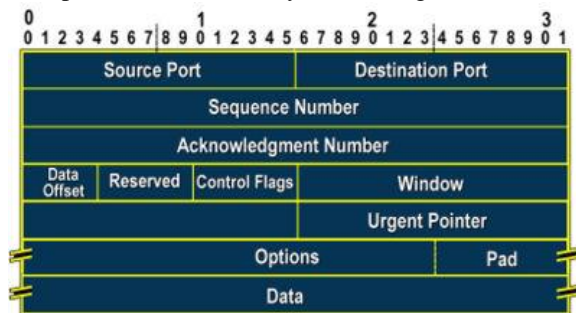 0 1 2 3
0 1 2 3 4 5 6 7 8 9 0 1 2 3 4 5 6 7 8 9 0 1 2 3 4 5 6 7 8 9 0 1
Source Port Destination Port
Sequence Number
Acknowledgment Number
Data Offset Reserved Control Flags Window
Urgent Pointer
Options Pad
Data